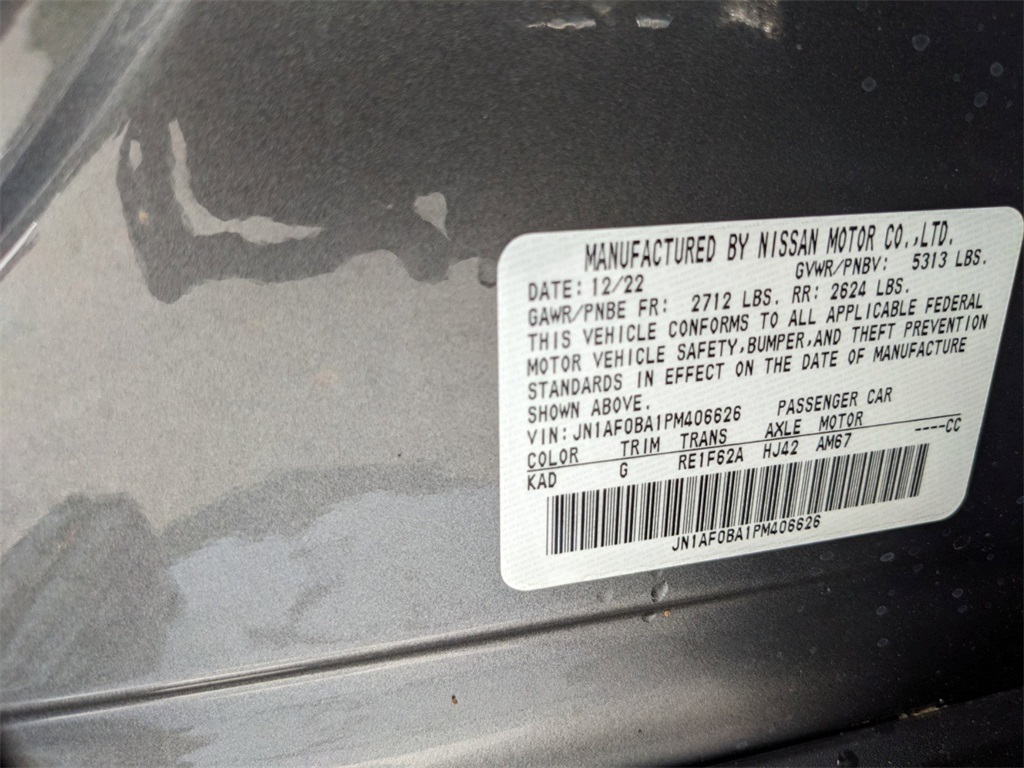 MANUFACTURED BY NISSAN MOTOR CO.,LTD.
DATE: 12/22 GVWR/PNBV: 5313 LBS.
GAWR/PNBE FR: 2712 LBS. RR: 2624 LBS.
THIS VEHICLE CONFORMS TO ALL APPLICABLE FEDERAL
MOTOR VEHICLE SAFETY,BUMPER,AND THEFT PREVENTION
STANDARDS IN EFFECT ON THE DATE OF MANUFACTURE
SHOWN ABOVE.
VIN: JN1AF0BA1PM406626 PASSENGER CAR
COLOR TRIM TRANS AXLE MOTOR ----CC
KAD G RE1F62A HJ42 AM67
JN1AF0BA1PM406626